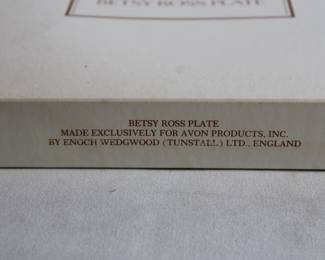 BETSY ROSS PLATE
BETSY ROSS PLATE
MADE EXCLUSIVELY FOR AVON PRODUCTS, INC.
BY ENOCH WEDGWOOD (TUNSTALL) LTD., ENGLAND